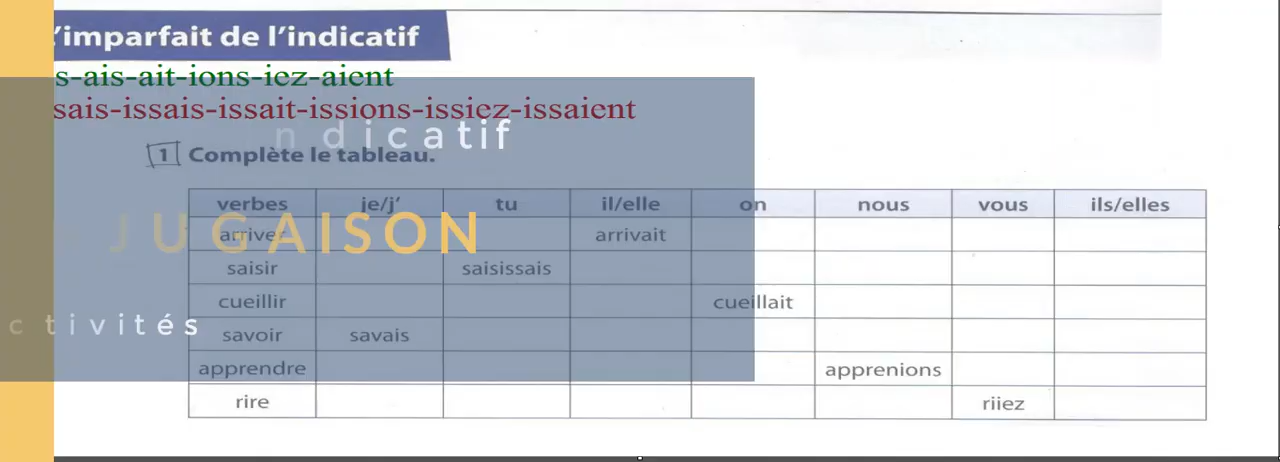 'imparfait de l'indicatif
s-ais-ait-ions-iez-aient
sais-issais-issait-issions-issiez-issaient
ndicatif
1 Complète le tableau.
verbes je/j' tu il/elle on nous vous ils/elles
JUGAISON
arriver arrivait
saisir saisissais
cueillir cueillait
ctivités
savoir savais
apprendre apprenions
rire riiez